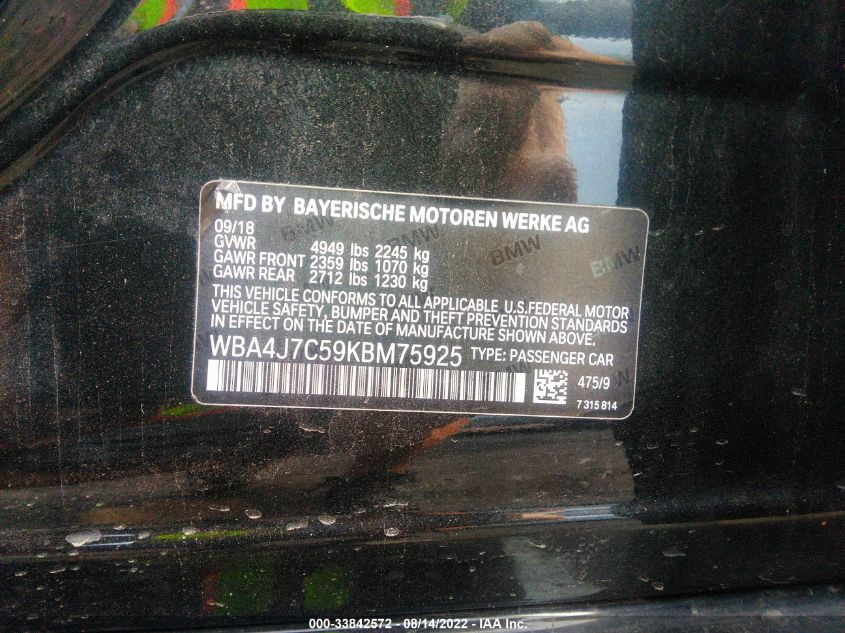 MFD BY BAYERISCHE MOTOREN WERKE AG
09/18
GVWR 4949 lbs 2245 kg
GAWR FRONT 2359 lbs 1070 kg
GAWR REAR 2712 lbs 1230 kg
THIS VEHICLE CONFORMS TO ALL APPLICABLE U.S.FEDERAL MOTOR
VEHICLE SAFETY, BUMPER AND THEFT PREVENTION STANDARDS
IN EFFECT ON THE DATE OF MANUFACTURE SHOWN ABOVE.
WBA4J7C59KBM75925 TYPE: PASSENGER CAR
475/9
7 315 814
BMW
BMW
000-33842572 - 08/14/2022 - IAA Inc.